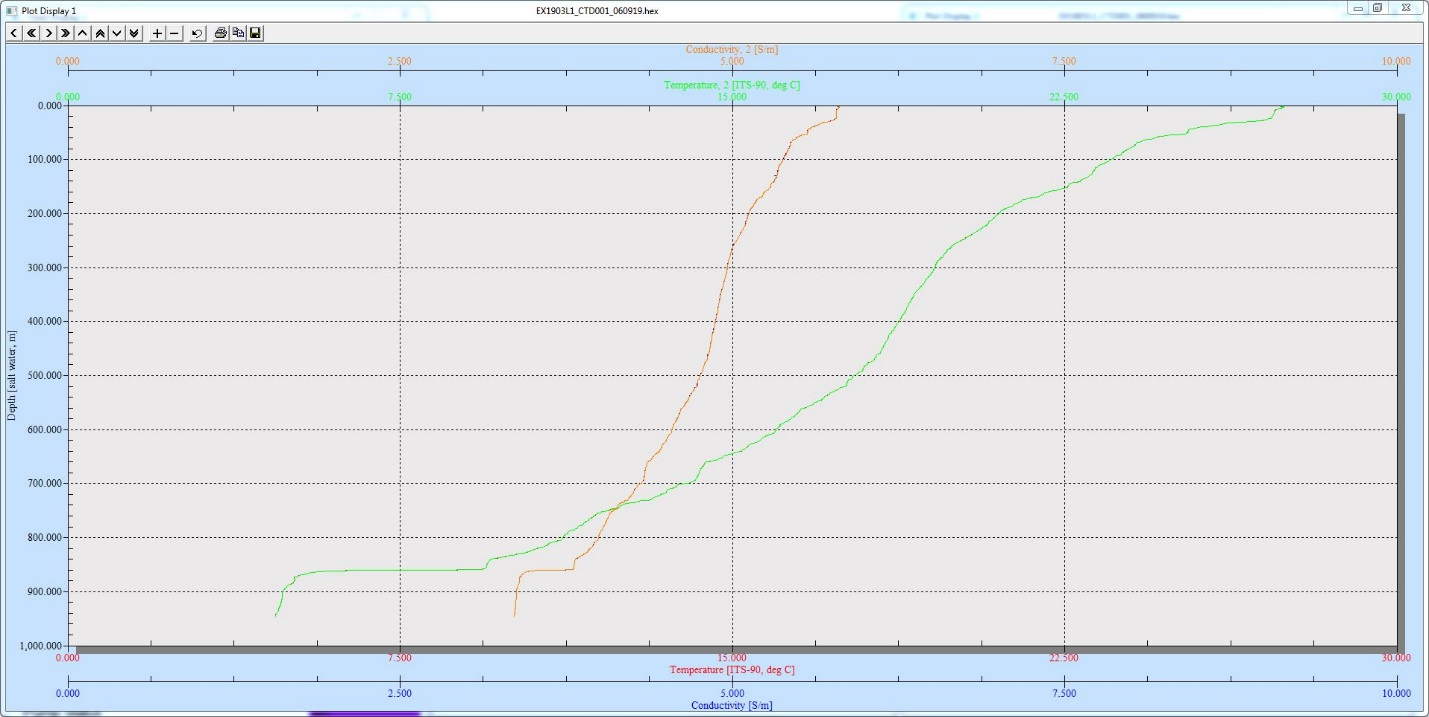 Plot Display 1
EX1903L1_CTD001_060919.hex
Conductivity, 2 [S/m]
0.000 2.500 5.000 7.500 10.000
Temperature, 2 [ITS-90, deg C]
0.000 7.500 15.000 22.500 30.000
0.000
100.000
200.000
300.000
400.000
500.000
600.000
700.000
800.000
900.000
1,000.000
Depth [salt water, m]
0.000 7.500 15.000 22.500 30.000
Temperature [ITS-90, deg C]
0.000 2.500 5.000 7.500 10.000
Conductivity [S/m]